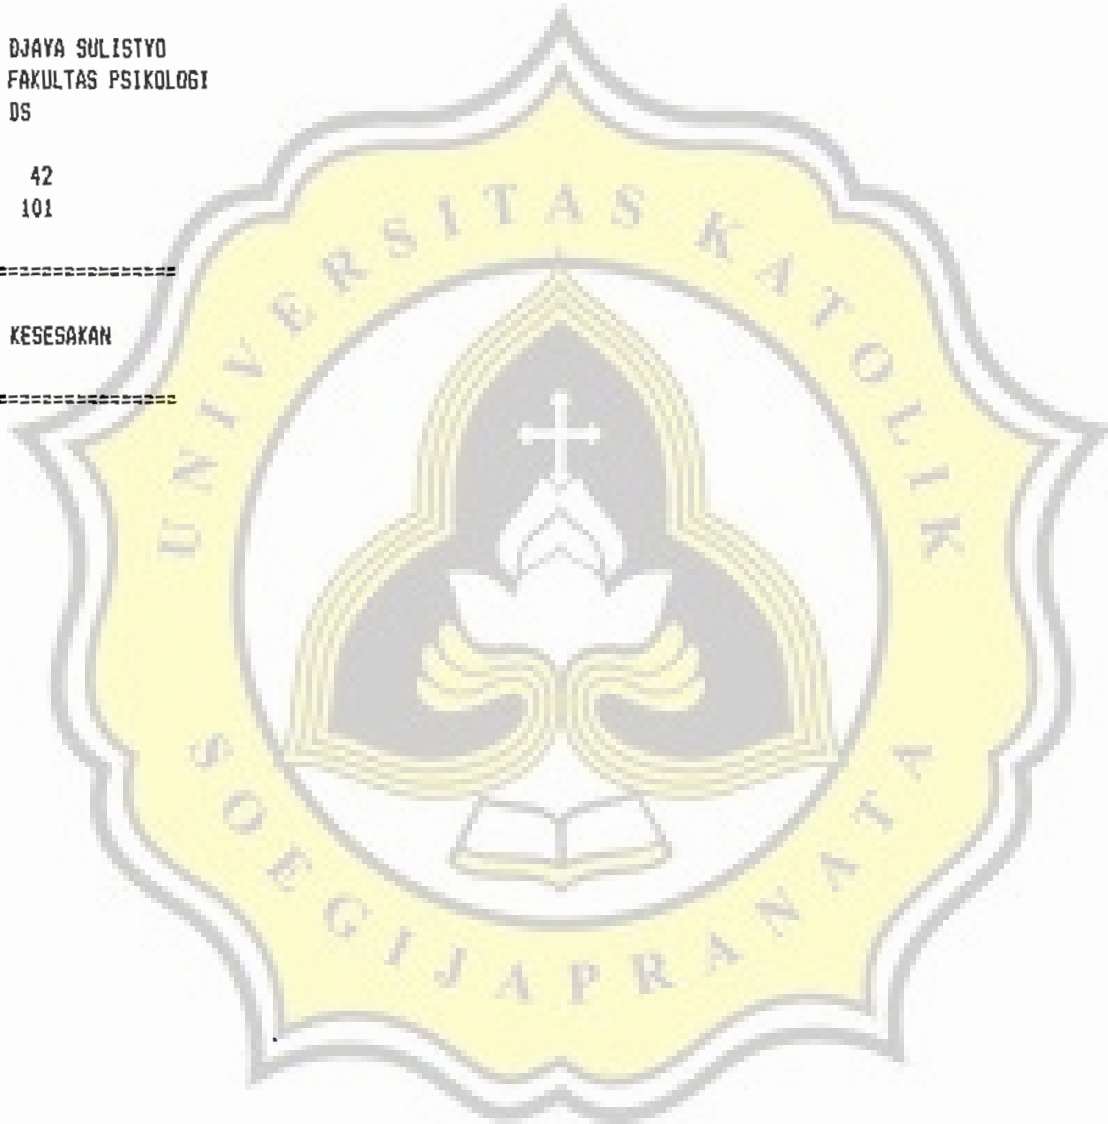 DJAYA SULISTYO
FAKULTAS PSIKOLOGI
DS
42
101
====================
KESESAKAN
====================
UNIVERSITAS KATOLIK
SOEGIJAPRANATA